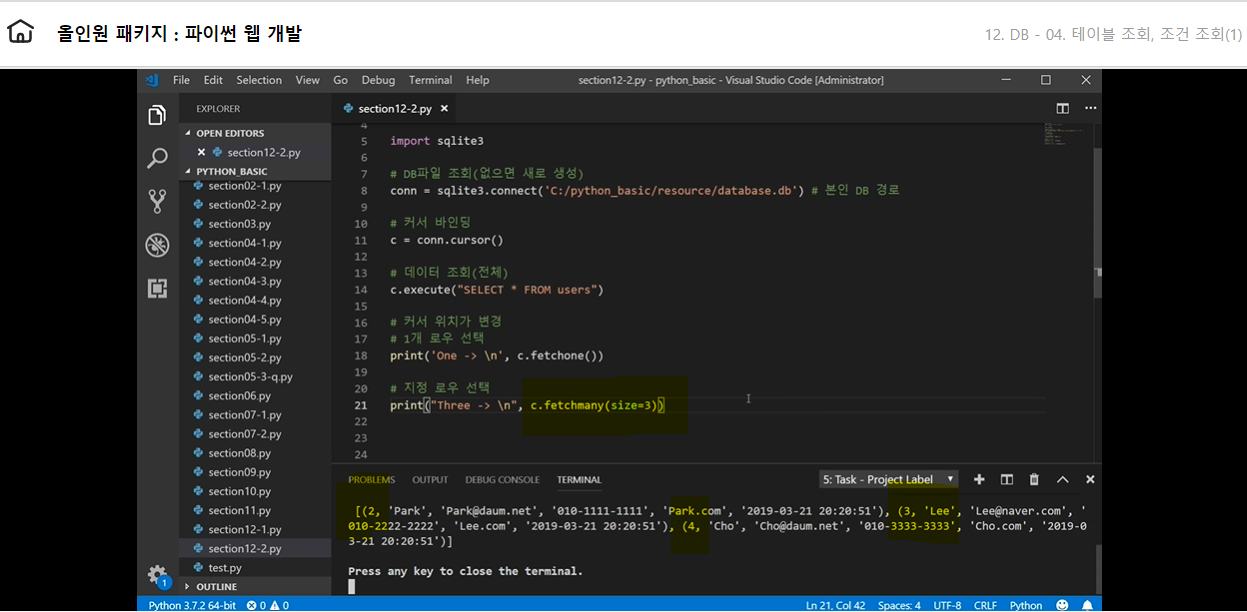 올인원 패키지 : 파이썬 웹 개발
12. DB - 04. 테이블 조회, 조건 조회(1)
File Edit Selection View Go Debug Terminal Help
section12-2.py - python_basic - Visual Studio Code [Administrator]
EXPLORER
OPEN EDITORS
section12-2.py
PYTHON_BASIC
section02-1.py
section02-2.py
section03.py
section04-1.py
section04-2.py
section04-3.py
section04-4.py
section04-5.py
section05-1.py
section05-2.py
section05-3-q.py
section06.py
section07-1.py
section07-2.py
section08.py
section09.py
section10.py
section11.py
section12-1.py
section12-2.py
test.py
OUTLINE
1
section12-2.py
4
5 import sqlite3
6
7 # DB파일 조회(없으면 새로 생성)
8 conn = sqlite3.connect('C:/python_basic/resource/database.db') # 본인 DB 경로
9
10 # 커서 바인딩
11 c = conn.cursor()
12
13 # 데이터 조회(전체)
14 c.execute("SELECT * FROM users")
15
16 # 커서 위치가 변경
17 # 1개 로우 선택
18 print('One -> \n', c.fetchone())
19
20 # 지정 로우 선택
21 print("Three -> \n", c.fetchmany(size=3))
22
23
24
PROBLEMS OUTPUT DEBUG CONSOLE TERMINAL
5: Task - Project Label
[(2, 'Park', 'Park@daum.net', '010-1111-1111', 'Park.com', '2019-03-21 20:20:51'), (3, 'Lee', 'Lee@naver.com', '
010-2222-2222', 'Lee.com', '2019-03-21 20:20:51'), (4, 'Cho', 'Cho@daum.net', '010-3333-3333', 'Cho.com', '2019-0
3-21 20:20:51')]
Press any key to close the terminal.
Python 3.7.2 64-bit 0 0
Ln 21, Col 42 Spaces: 4 UTF-8 CRLF Python